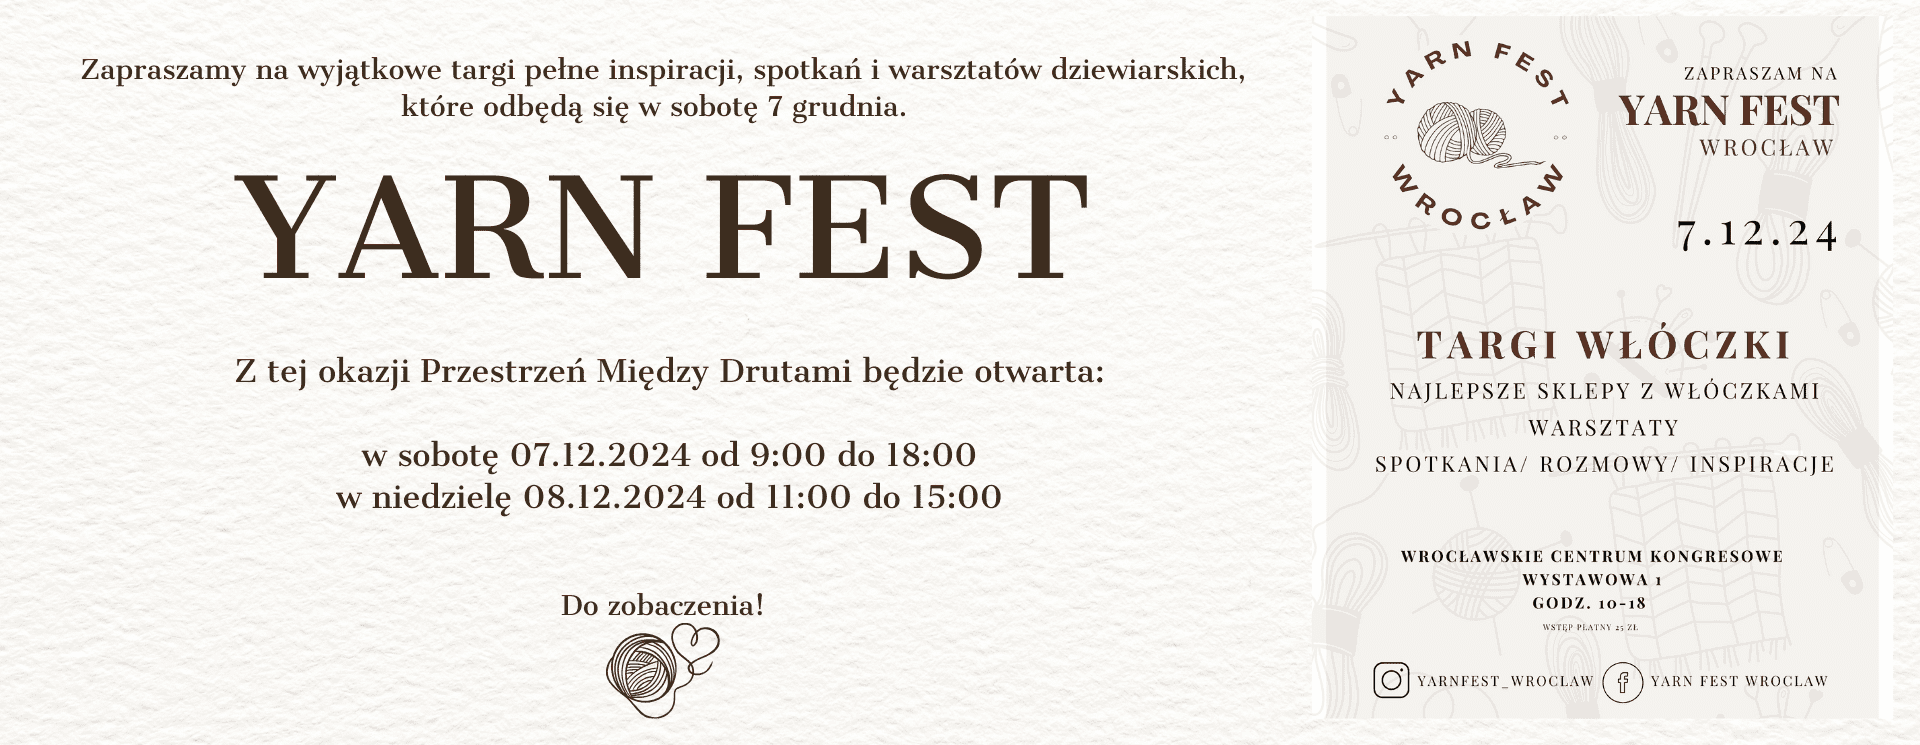 Zapraszamy na wyjątkowe targi pełne inspiracji, spotkań i warsztatów dziewiarskich,
które odbędą się w sobotę 7 grudnia.
YARN FEST
Z tej okazji Przestrzeń Między Drutami będzie otwarta:
w sobotę 07.12.2024 od 9:00 do 18:00
w niedzielę 08.12.2024 od 11:00 do 15:00
Do zobaczenia!
YARN FEST
WROCŁAW
ZAPRASZAM NA
YARN FEST
WROCŁAW
7.12.24
TARGI WŁÓCZKI
NAJLEPSZE SKLEPY Z WŁÓCZKAMI
WARSZTATY
SPOTKANIA/ ROZMOWY/ INSPIRACJE
WROCŁAWSKIE CENTRUM KONGRESOWE
WYSTAWOWA 1
GODZ. 10-18
WSTĘP PŁATNY 25 ZŁ
YARNFEST_WROCLAW YARN FEST WROCLAW